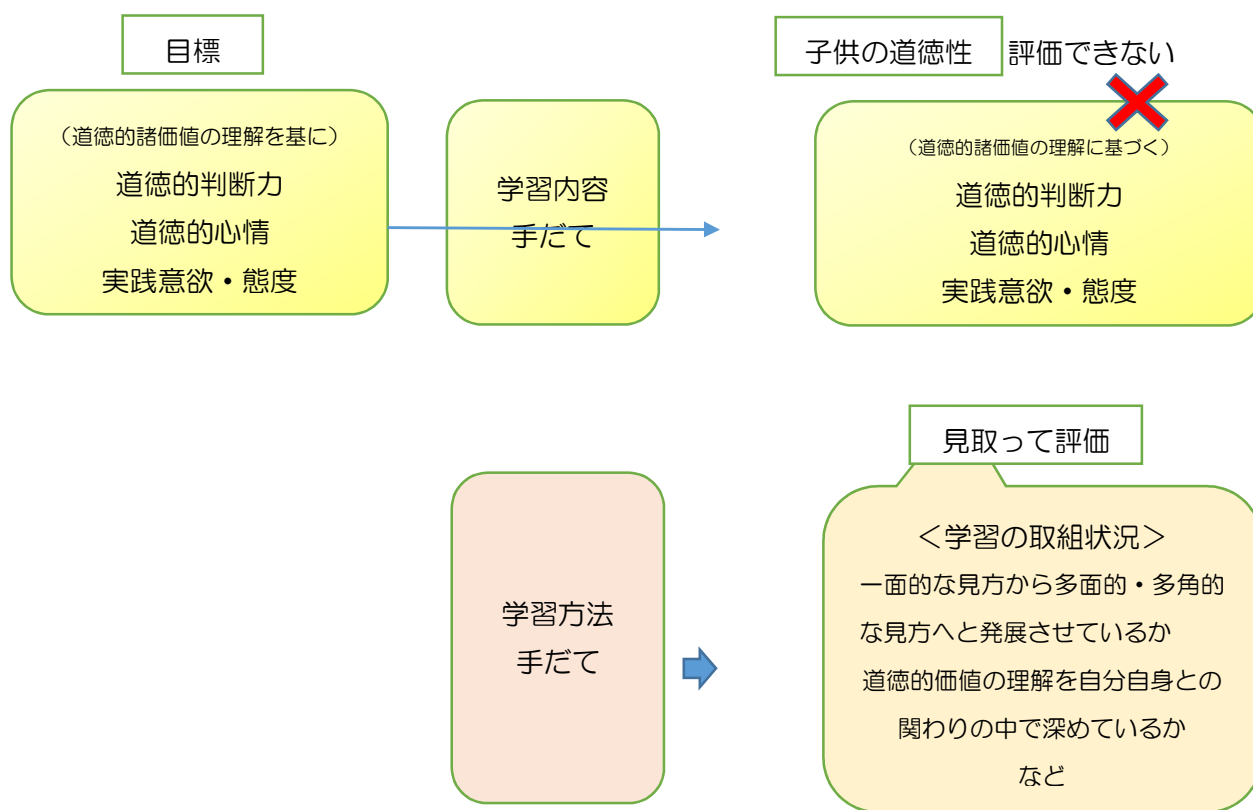 目標
（道徳的諸価値の理解を基に）
道徳的判断力
道徳的心情
実践意欲・態度
学習内容
手だて
子供の道徳性 評価できない
（道徳的諸価値の理解に基づく）
道徳的判断力
道徳的心情
実践意欲・態度
学習方法
手だて
見取って評価
＜学習の取組状況＞
一面的な見方から多面的・多角的
な見方へと発展させているか
道徳的価値の理解を自分自身との
関わりの中で深めているか
など